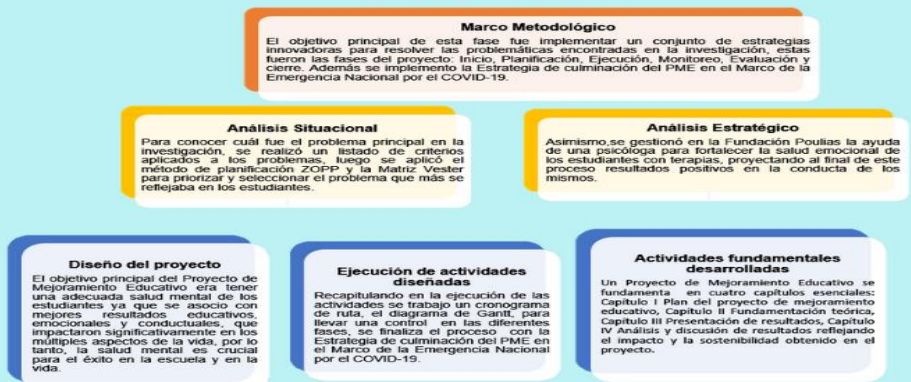 Marco Metodológico
El objetivo principal de esta fase fue implementar un conjunto de estrategias
innovadoras para resolver las problemáticas encontradas en la investigación, estas
fueron las fases del proyecto: Inicio, Planificación, Ejecución, Monitoreo, Evaluación y
cierre. Además se implemento la Estrategia de culminación del PME en el Marco de la
Emergencia Nacional por el COVID-19.
Análisis Situacional
Para conocer cuál fue el problema principal en la
investigación, se realizó un listado de criterios
aplicados a los problemas, luego se aplicó el
método de planificación ZOPP y la Matriz Vester
para priorizar y seleccionar el problema que más se
reflejaba en los estudiantes.
Análisis Estratégico
Asimismo,se gestionó en la Fundación Poulias la ayuda
de una psicóloga para fortalecer la salud emocional de
los estudiantes con terapias, proyectando al final de este
proceso resultados positivos en la conducta de los
mismos.
Diseño del proyecto
El objetivo principal del Proyecto de
Mejoramiento Educativo era tener
una adecuada salud mental de los
estudiantes ya que se asocio con
mejores resultados educativos,
emocionales y conductuales, que
impactaron significativamente en los
múltiples aspectos de la vida, por lo
tanto, la salud mental es crucial
para el éxito en la escuela y en la
vida.
Ejecución de actividades
diseñadas
Recapitulando en la ejecución de las
actividades se trabajo un cronograma
de ruta, el diagrama de Gantt, para
llevar una control en las diferentes
fases, se finaliza el proceso con la
Estrategia de culminación del PME en
el Marco de la Emergencia Nacional
por el COVID-19.
Actividades fundamentales
desarrolladas
Un Proyecto de Mejoramiento Educativo se
fundamenta en cuatro capítulos esenciales:
Capítulo I Plan del proyecto de mejoramiento
educativo, Capítulo II Fundamentación teórica,
Capítulo III Presentación de resultados, Capítulo
IV Análisis y discusión de resultados reflejando
el impacto y la sostenibilidad obtenido en el
proyecto.